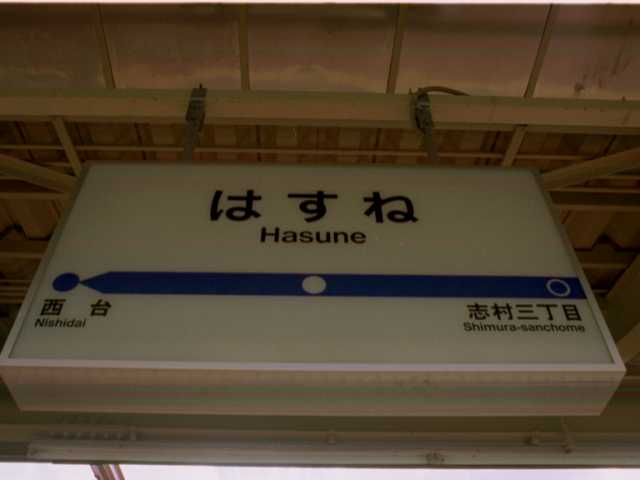 はすね
Hasune
西台
Nishidai
志村三丁目
Shimura-sanchome